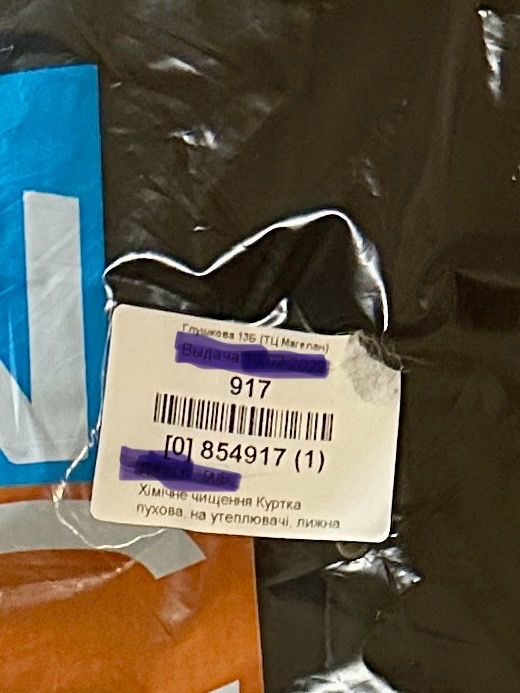 Глушкова 13Б (ТЦ Магелан)
Выдача
917
[0] 854917 (1)
Хімічне чищення Куртка
пухова, на утеплювачі, лижна